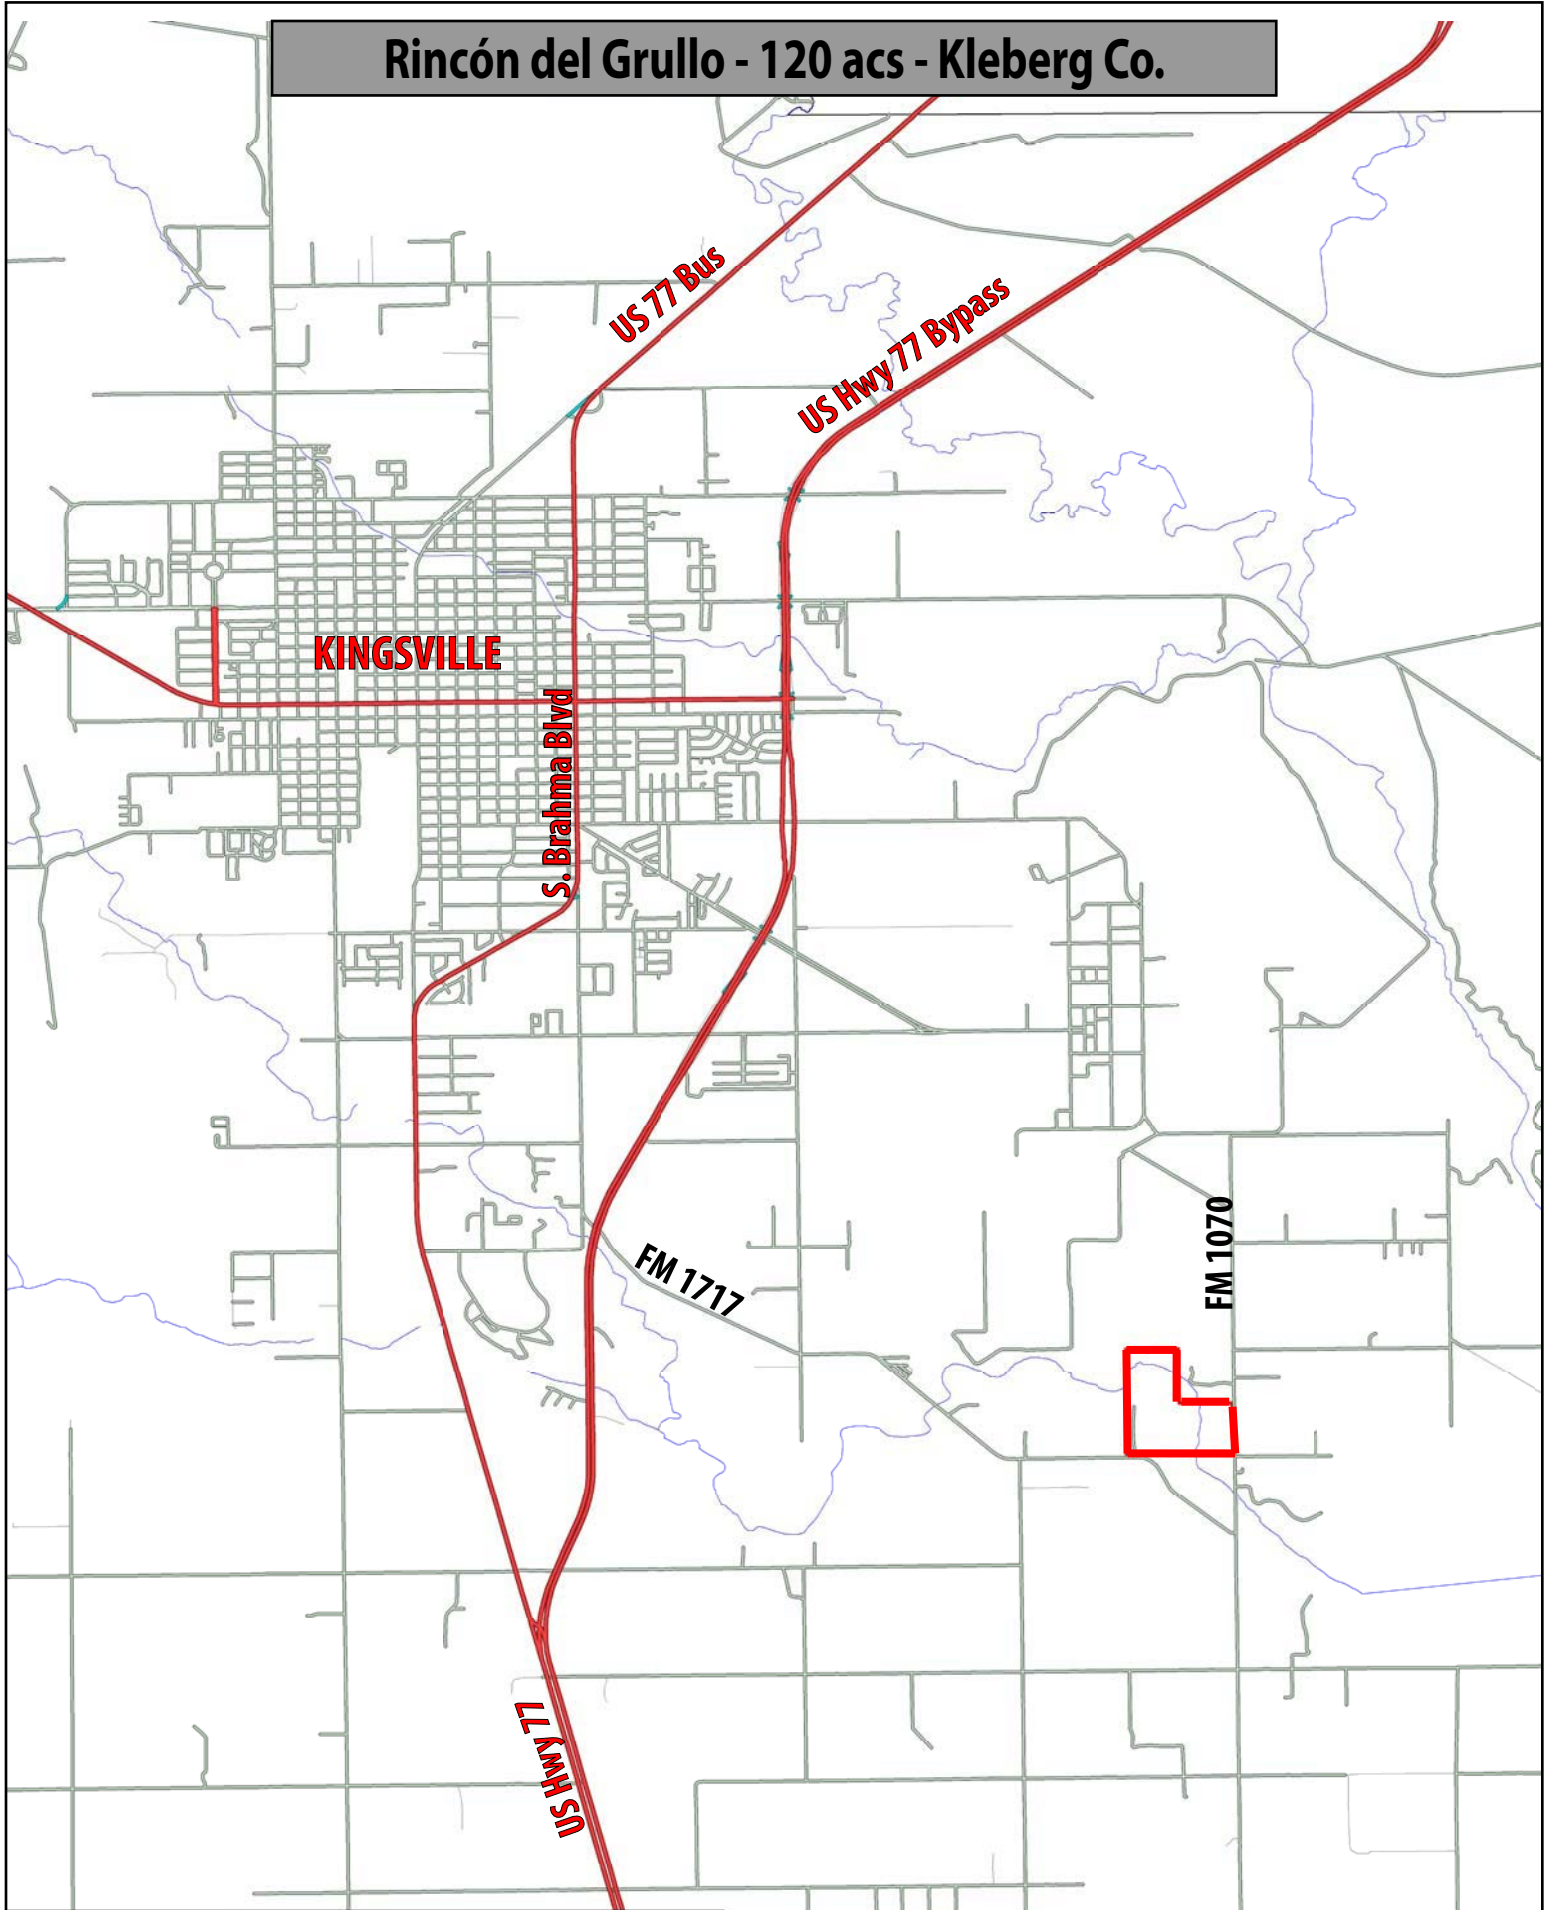 Rincón del Grullo - 120 acs - Kleberg Co.
US 77 Bus
US Hwy 77 Bypass
KINGSVILLE
S. Brahma Blvd
FM 1717
FM 1070
US Hwy 77